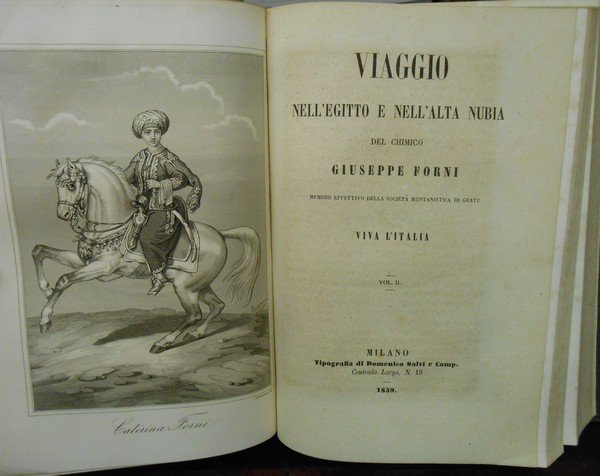 Caterina Forni
VIAGGIO
NELL'EGITTO E NELL'ALTA NUBIA
DEL CHIMICO
GIUSEPPE FORNI
MEMBRO EFFETTIVO DELLA SOCIETÀ MONTANISTICA DI GRATZ
VIVA L'ITALIA
VOL. II.
MILANO
Tipografia di Domenico Salvi e Comp.
Contrada Larga, N. 15
1859.